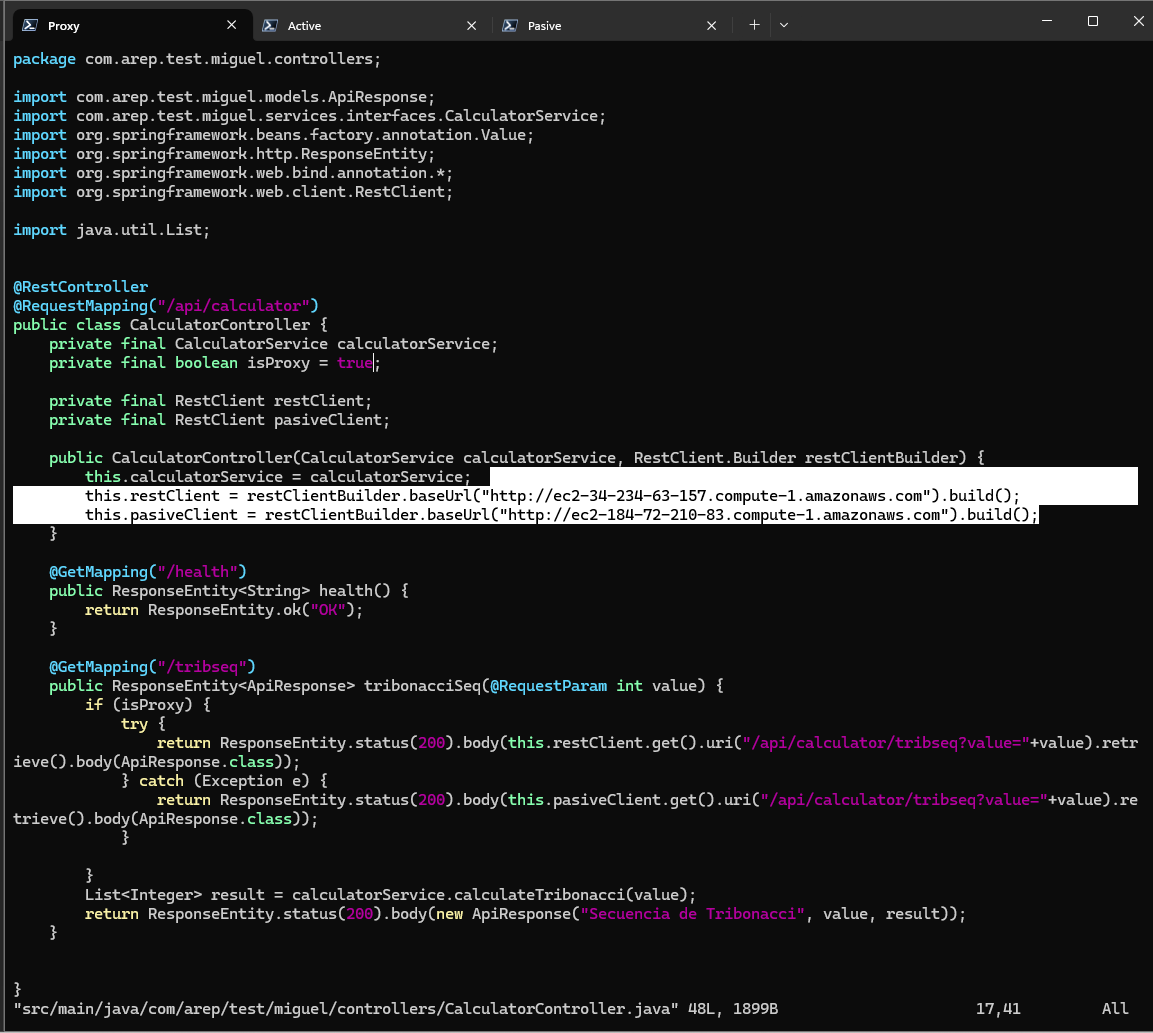 Proxy
Active
Pasive
package com.arep.test.miguel.controllers;
import com.arep.test.miguel.models.ApiResponse;
import com.arep.test.miguel.services.interfaces.CalculatorService;
import org.springframework.beans.factory.annotation.Value;
import org.springframework.http.ResponseEntity;
import org.springframework.web.bind.annotation.*;
import org.springframework.web.client.RestClient;
import java.util.List;
@RestController
@RequestMapping("/api/calculator")
public class CalculatorController {
    private final CalculatorService calculatorService;
    private final boolean isProxy = true;
    private final RestClient restClient;
    private final RestClient pasiveClient;
    public CalculatorController(CalculatorService calculatorService, RestClient.Builder restClientBuilder) {
        this.calculatorService = calculatorService;
        this.restClient = restClientBuilder.baseUrl("http://ec2-34-234-63-157.compute-1.amazonaws.com").build();
        this.pasiveClient = restClientBuilder.baseUrl("http://ec2-184-72-210-83.compute-1.amazonaws.com").build();
    }
    @GetMapping("/health")
    public ResponseEntity<String> health() {
        return ResponseEntity.ok("OK");
    }
    @GetMapping("/tribseq")
    public ResponseEntity<ApiResponse> tribonacciSeq(@RequestParam int value) {
        if (isProxy) {
            try {
                return ResponseEntity.status(200).body(this.restClient.get().uri("/api/calculator/tribseq?value="+value).retr
ieve().body(ApiResponse.class));
            } catch (Exception e) {
                return ResponseEntity.status(200).body(this.pasiveClient.get().uri("/api/calculator/tribseq?value="+value).re
trieve().body(ApiResponse.class));
            }
        }
        List<Integer> result = calculatorService.calculateTribonacci(value);
        return ResponseEntity.status(200).body(new ApiResponse("Secuencia de Tribonacci", value, result));
    }
}
"src/main/java/com/arep/test/miguel/controllers/CalculatorController.java" 48L, 1899B 17,41 All